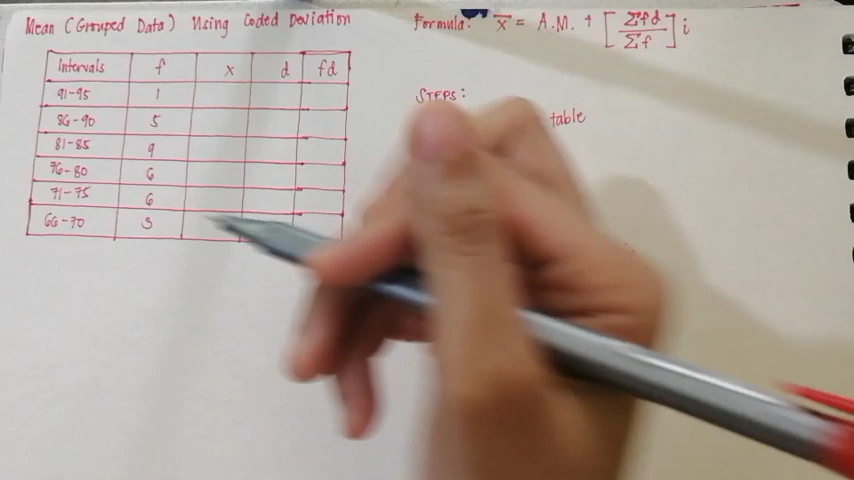 Mean (Grouped Data) Using Coded Deviation
Formula: x̄ = A.M. + [Σfd / Σf] i
Intervals f x d fd
91-95 1
86-90 5
81-85 9
76-80 6
71-75 6
66-70 3
STEPS:
table